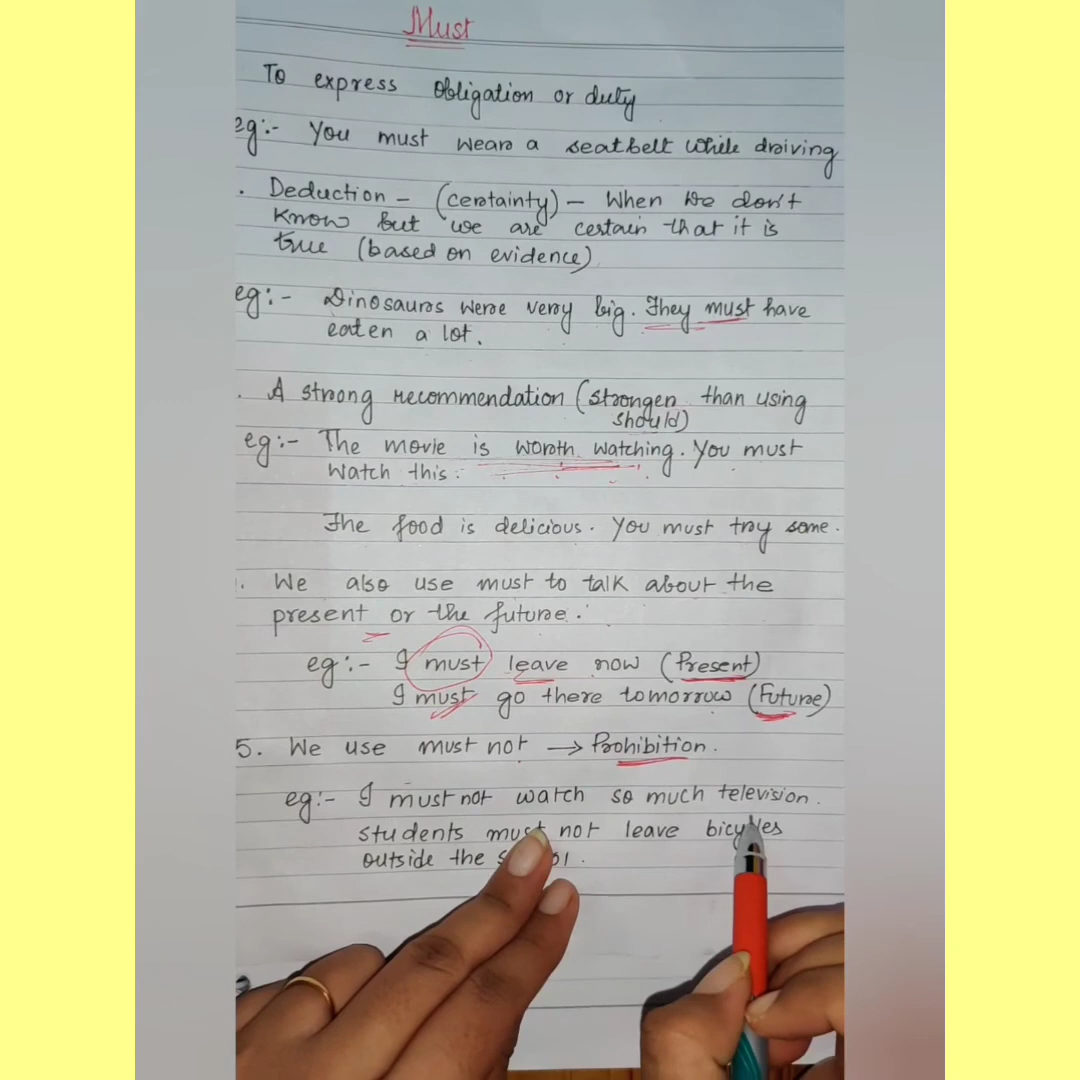 Must
To express Obligation or duty
eg:- You must wear a seatbelt while driving
. Deduction - (certainty) - When we don't
know but we are certain that it is
true (based on evidence)
eg:- Dinosaurs were very big. They must have
eaten a lot.
. A strong recommendation (stronger than using
should)
eg:- The movie is worth watching. You must
watch this.
The food is delicious. You must try some.
. We also use must to talk about the
present or the future.
eg:- I must leave now (Present)
I must go there tomorrow (Future)
5. We use must not → Prohibition.
eg:- I must not watch so much television.
students must not leave bicycles
outside the